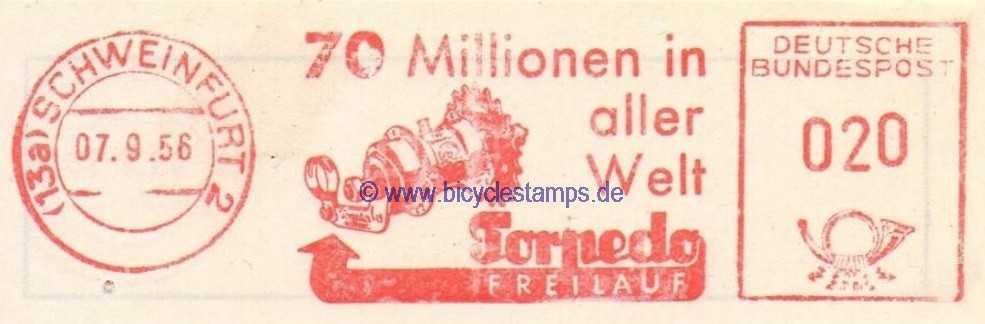 (13a) SCHWEINFURT 2
07.9.56
70 Millionen in
aller
Welt
Torpedo
FREILAUF
DEUTSCHE
BUNDESPOST
020
© www.bicyclestamps.de